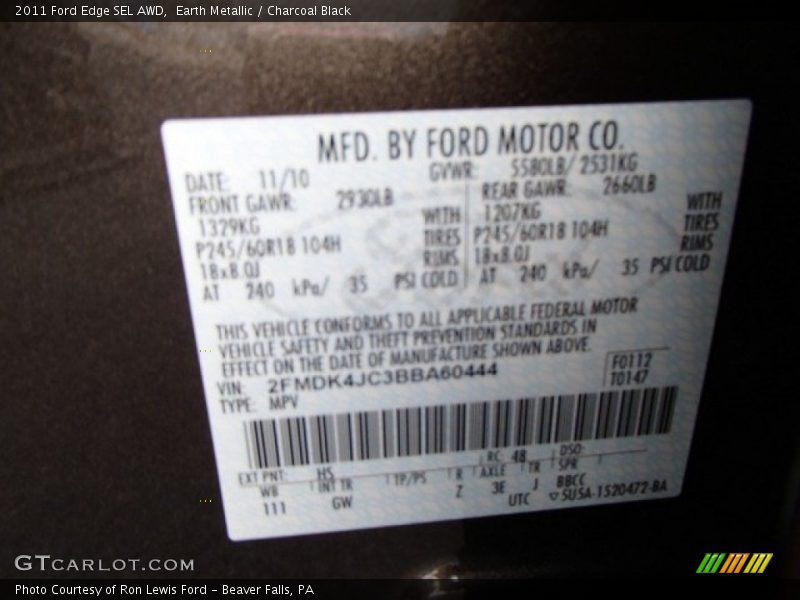 2011 Ford Edge SEL AWD, Earth Metallic / Charcoal Black
MFD. BY FORD MOTOR CO.
DATE: 11/10 GVWR: 5580LB/ 2531KG
FRONT GAWR: 2930LB REAR GAWR: 2660LB
1329KG WITH 1207KG WITH
P245/60R18 104H TIRES P245/60R18 104H TIRES
18x8.0J RIMS 18x8.0J RIMS
AT 240 kPa/ 35 PSI COLD AT 240 kPa/ 35 PSI COLD
THIS VEHICLE CONFORMS TO ALL APPLICABLE FEDERAL MOTOR
VEHICLE SAFETY AND THEFT PREVENTION STANDARDS IN
EFFECT ON THE DATE OF MANUFACTURE SHOWN ABOVE.
VIN: 2FMDK4JC3BBA60444 F0112
TYPE: MPV T0147
RC: 48 DSO:
EXT PNT: HS
WB INT TR TP/PS R AXLE TR SPR
111 GW Z 3E J BBCC
UTC ▽5USA-1520472-BA
GTCARLOT.COM
Photo Courtesy of Ron Lewis Ford – Beaver Falls, PA